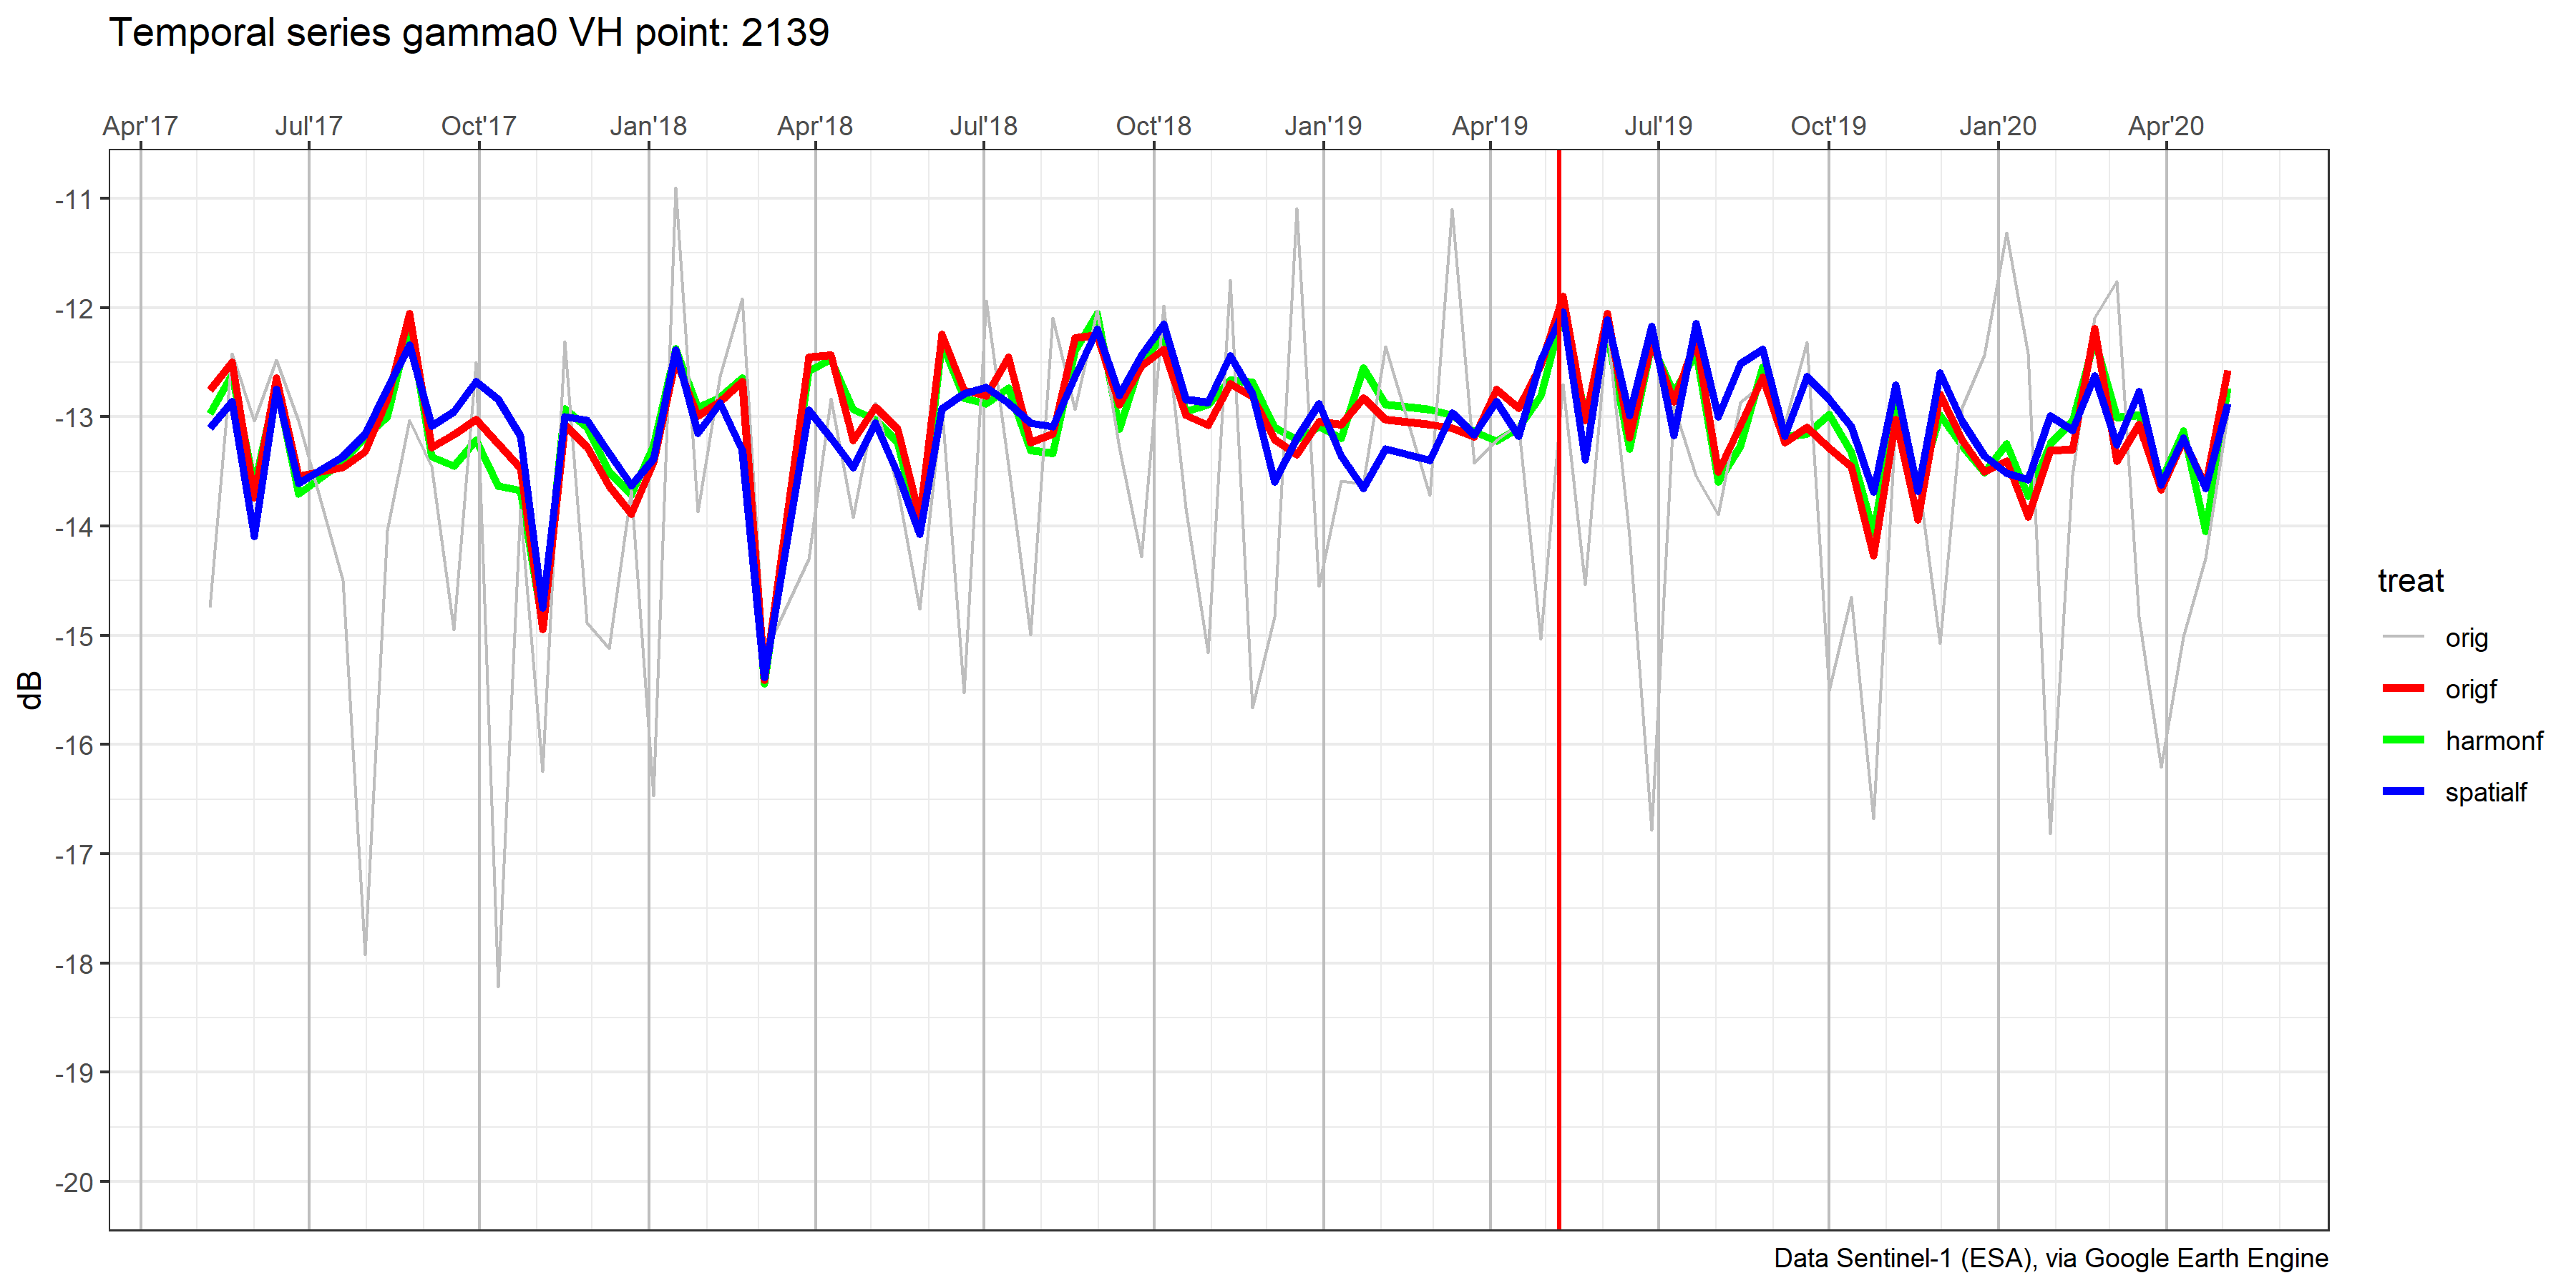 Temporal series gamma0 VH point: 2139
Apr'17 Jul'17 Oct'17 Jan'18 Apr'18 Jul'18 Oct'18 Jan'19 Apr'19 Jul'19 Oct'19 Jan'20 Apr'20
-11
-12
-13
-14
-15
-16
-17
-18
-19
-20
dB
treat
orig
origf
harmonf
spatialf
Data Sentinel-1 (ESA), via Google Earth Engine